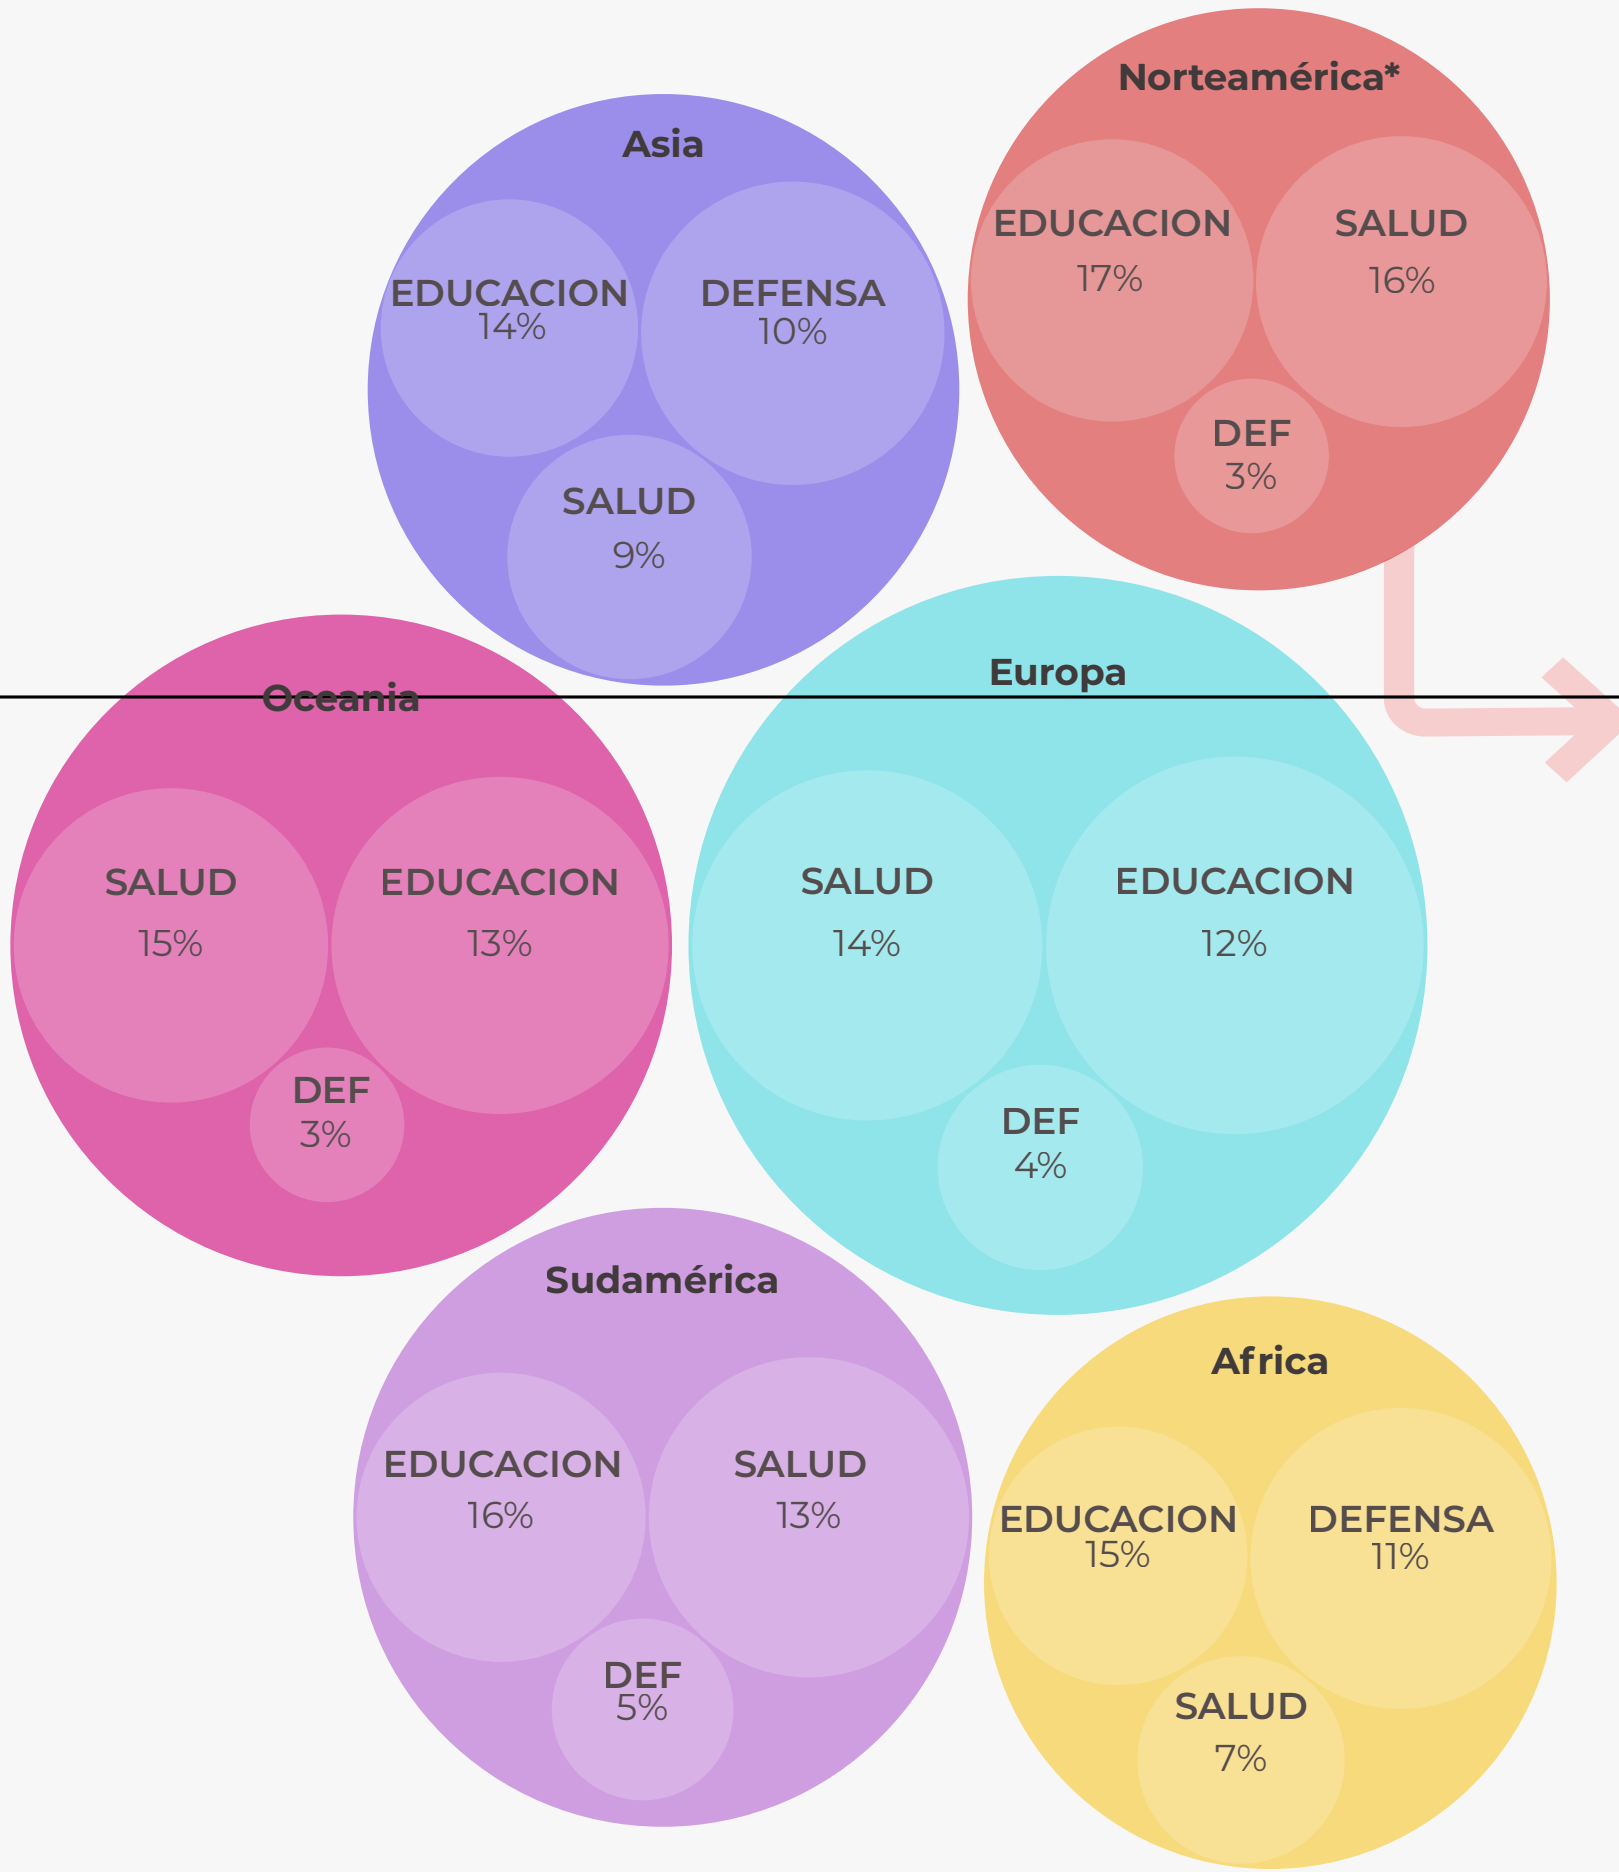 Norteamérica*
EDUCACION
17%
SALUD
16%
DEF
3%
Asia
EDUCACION
14%
DEFENSA
10%
SALUD
9%
Oceania
SALUD
15%
EDUCACION
13%
DEF
3%
Europa
SALUD
14%
EDUCACION
12%
DEF
4%
Sudamérica
EDUCACION
16%
SALUD
13%
DEF
5%
Africa
EDUCACION
15%
DEFENSA
11%
SALUD
7%